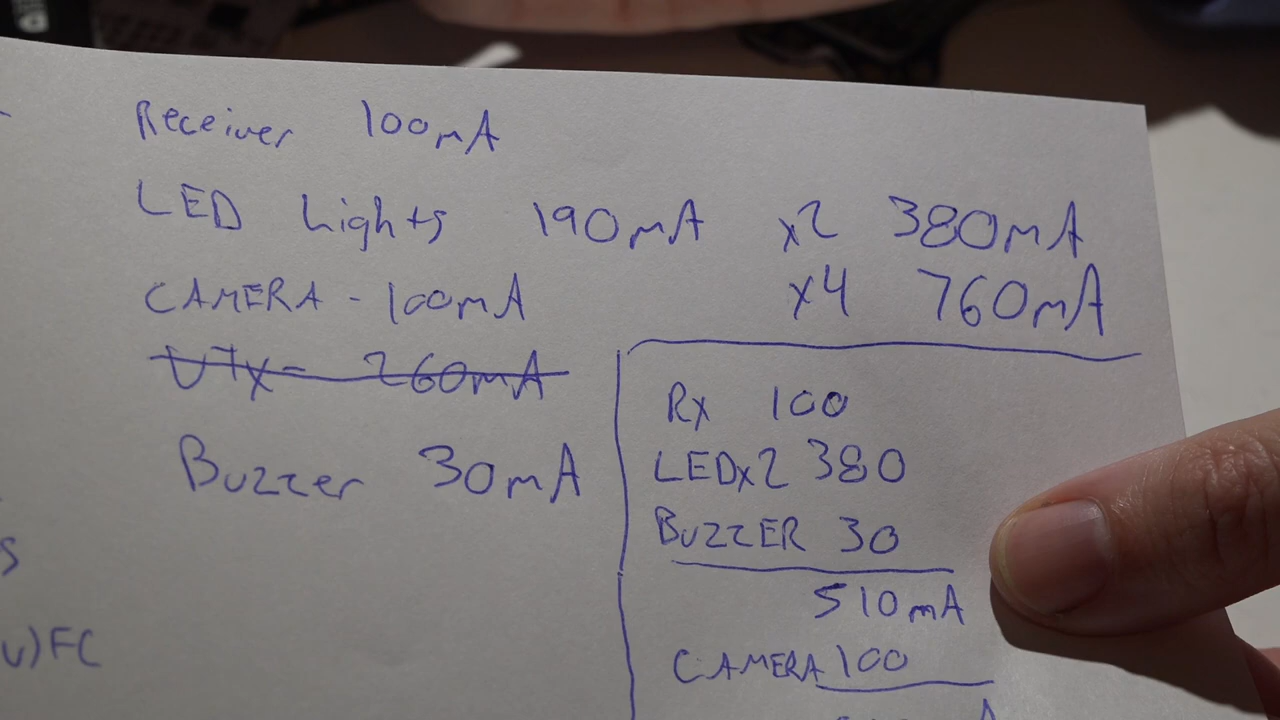 Receiver 100mA
LED Lights 190mA x2 380mA
x4 760mA
CAMERA - 100mA
VTx- 260mA
Buzzer 30mA
Rx 100
LEDx2 380
BUZZER 30
510mA
CAMERA 100
S
v)FC